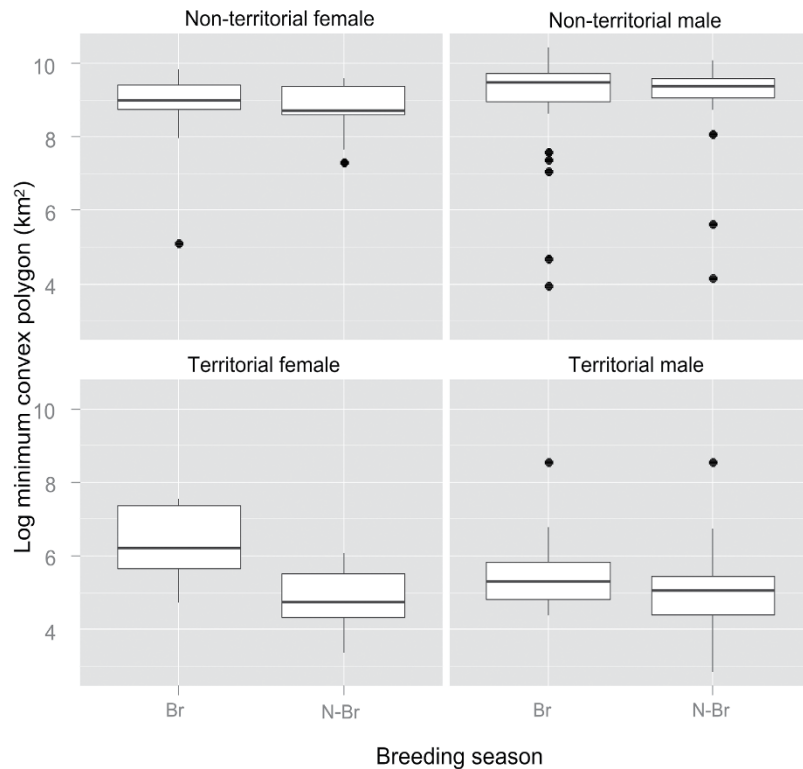 Non-territorial female Non-territorial male
10
8
6
4
Territorial female Territorial male
10
8
6
4
Log minimum convex polygon (km²)
Br N-Br Br N-Br
Breeding season